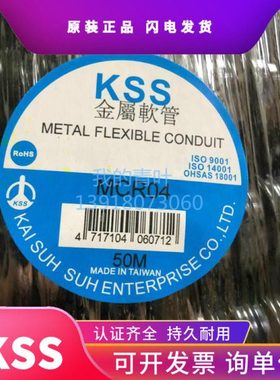 原装正品 闪电发货
KSS
金屬軟管
METAL FLEXIBLE CONDUIT
RoHS
ISO 9001
ISO 14001
OHSAS 18001
KSS
MCR04
13918073060
4 717104 060712
50M
MADE IN TAIWAN
KAI SUH SUH ENTERPRISE CO.,LTD.
KSS
认证齐全 持久耐用
可开发票 询单